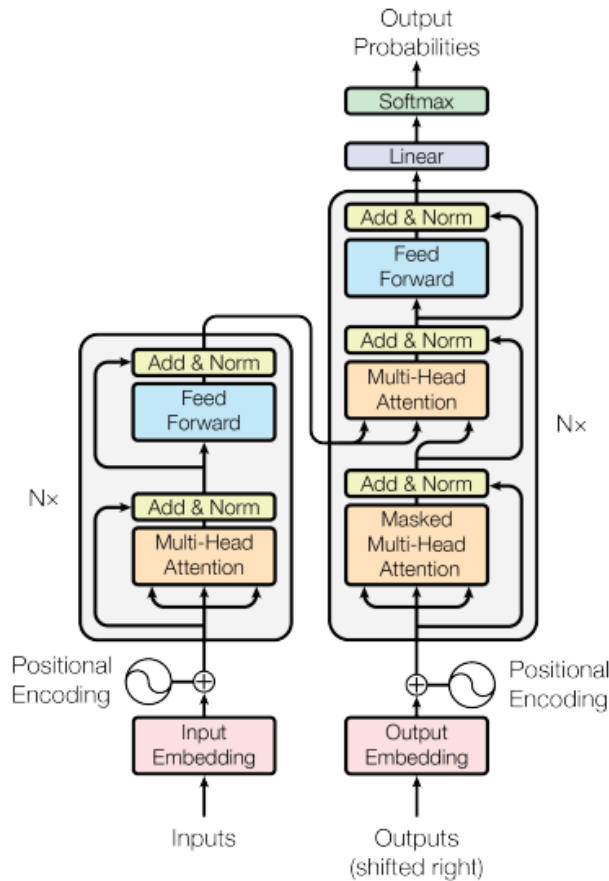 Output
Probabilities
Softmax
Linear
Add & Norm
Feed
Forward
Add & Norm
Multi-Head
Attention
Add & Norm
Masked
Multi-Head
Attention
Nx
Add & Norm
Feed
Forward
Nx
Add & Norm
Multi-Head
Attention
Positional
Encoding
Positional
Encoding
Input
Embedding
Output
Embedding
Inputs
Outputs
(shifted right)